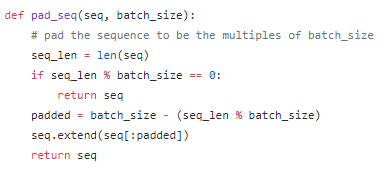 def pad_seq(seq, batch_size):
    # pad the sequence to be the multiples of batch_size
    seq_len = len(seq)
    if seq_len % batch_size == 0:
        return seq
    padded = batch_size - (seq_len % batch_size)
    seq.extend(seq[:padded])
    return seq